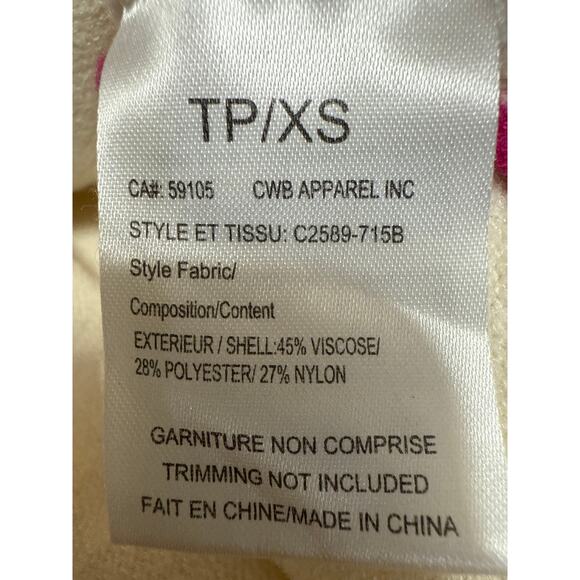 TP/XS
CA#: 59105 CWB APPAREL INC
STYLE ET TISSU: C2589-715B
Style Fabric/
Composition/Content
EXTERIEUR / SHELL:45% VISCOSE/
28% POLYESTER/ 27% NYLON
GARNITURE NON COMPRISE
TRIMMING NOT INCLUDED
FAIT EN CHINE/MADE IN CHINA